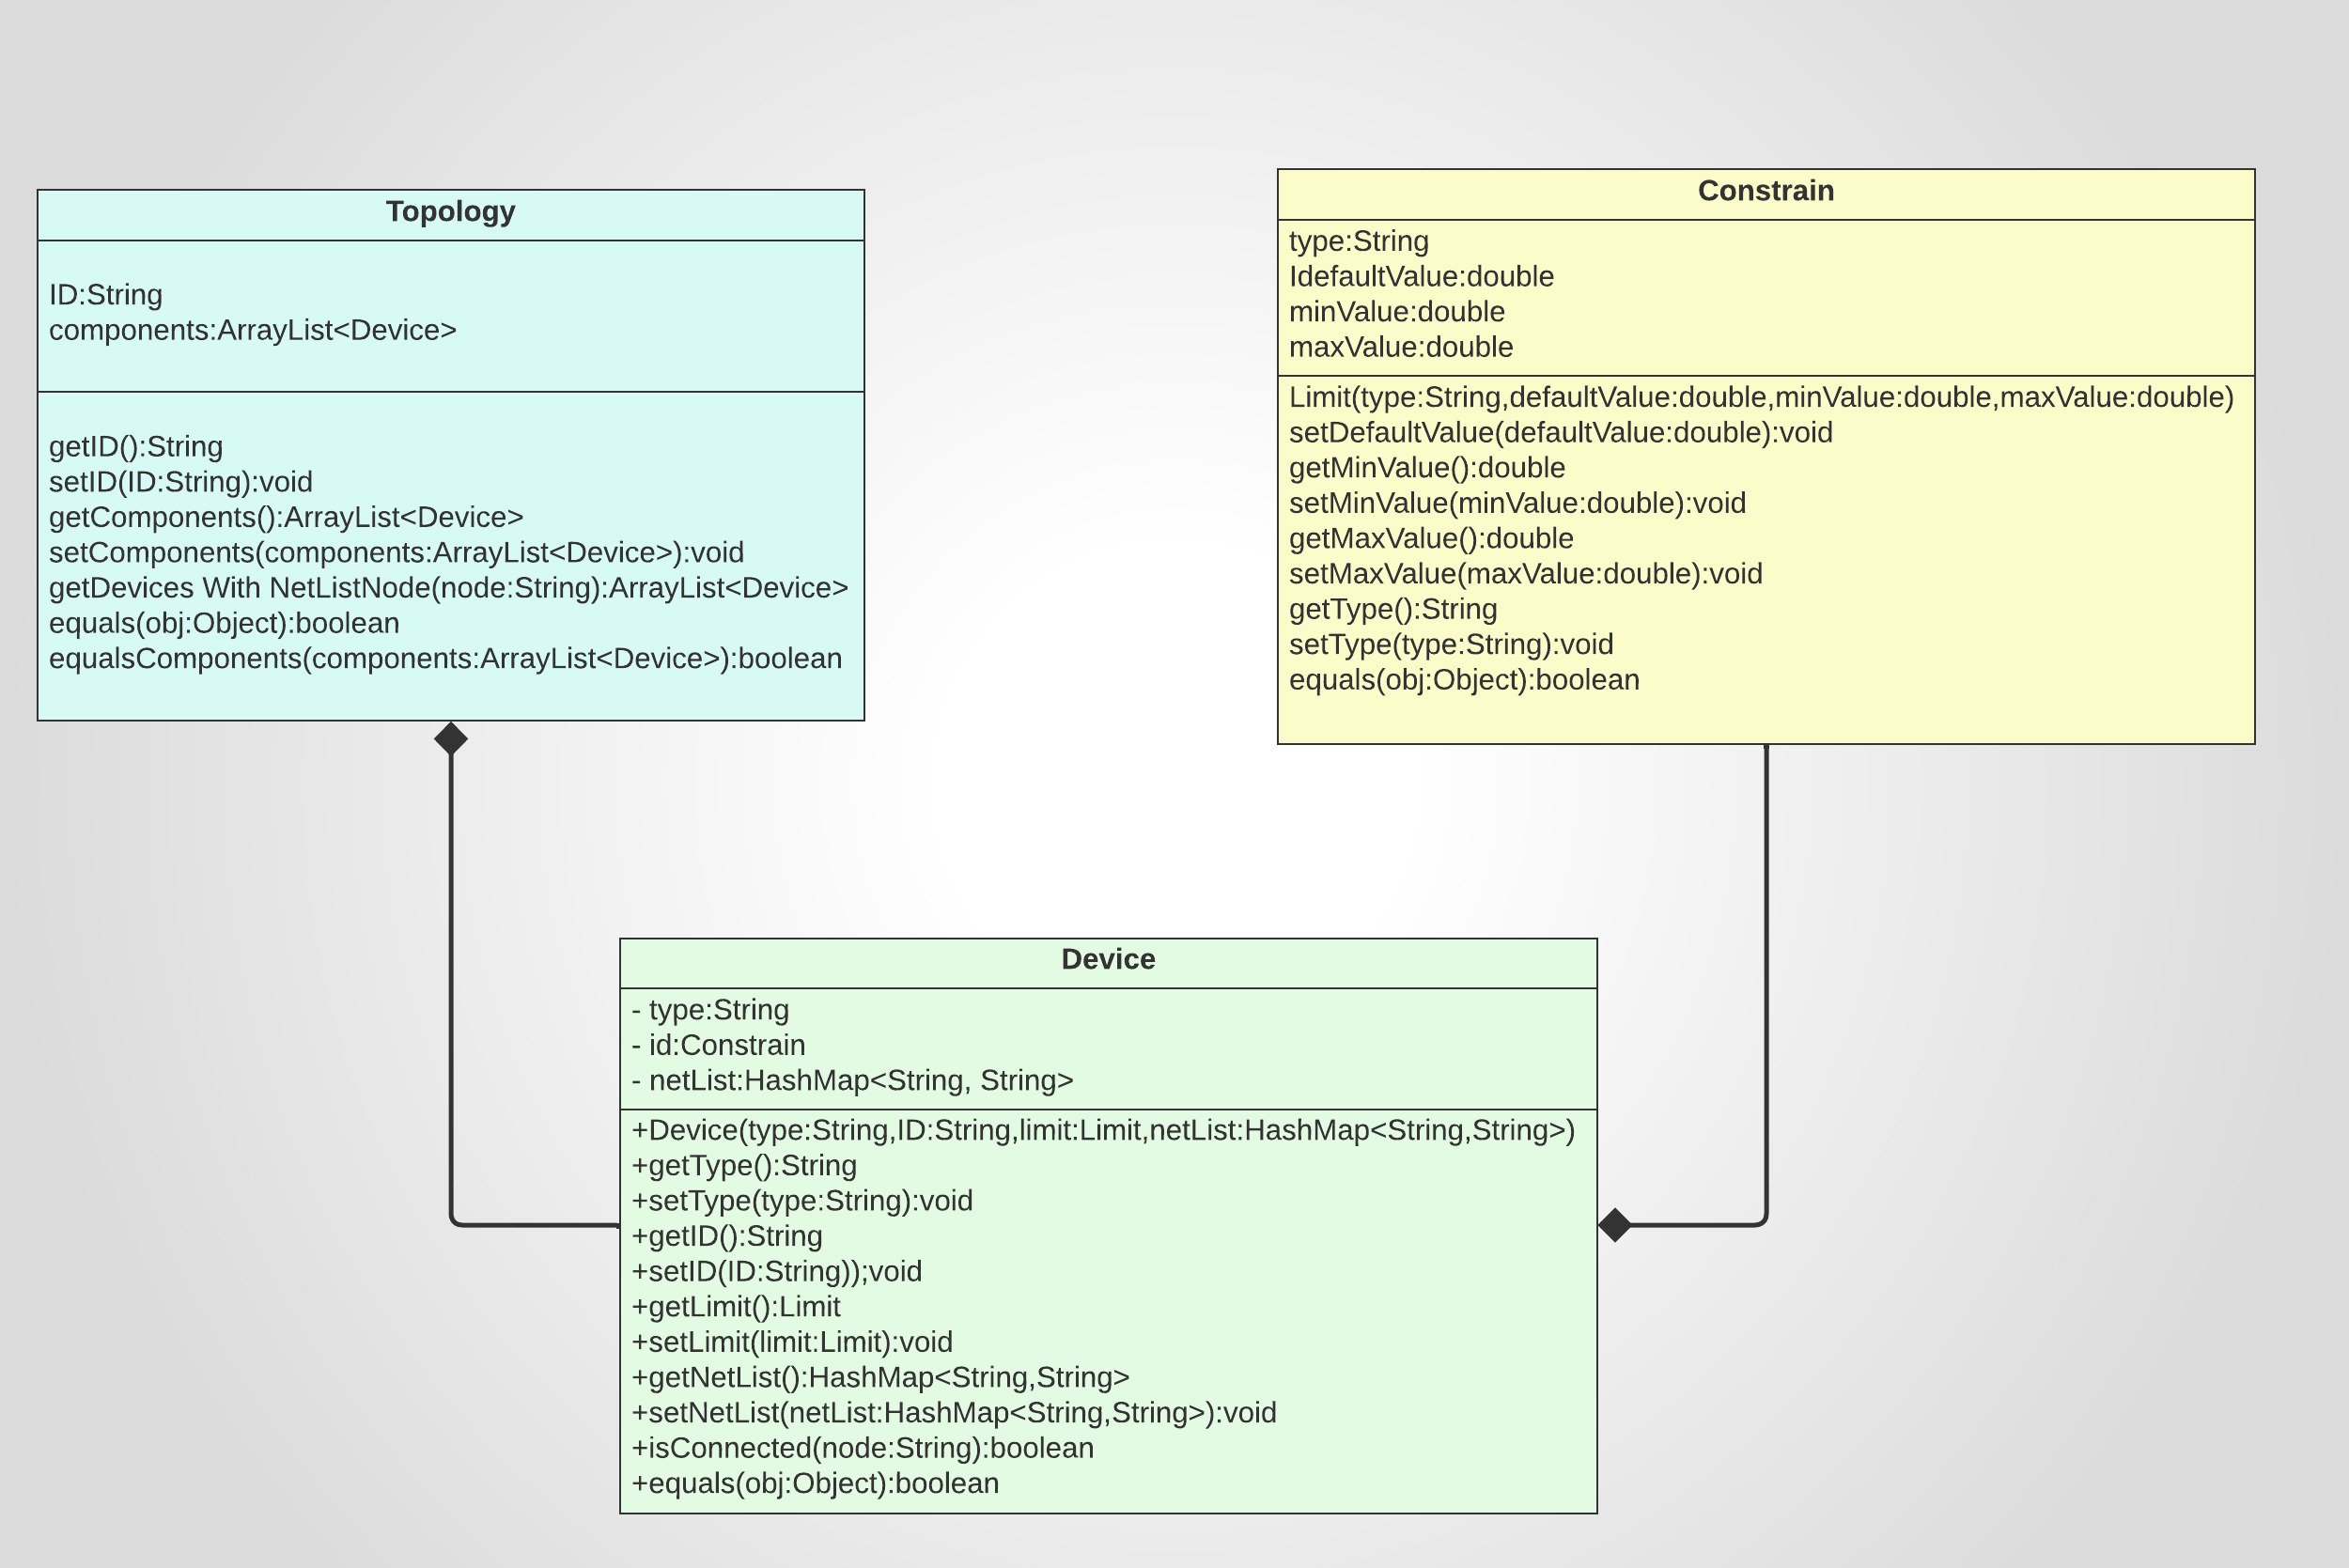 Topology
ID:String
components:ArrayList<Device>
getID():String
setID(ID:String):void
getComponents():ArrayList<Device>
setComponents(components:ArrayList<Device>):void
getDevices With NetListNode(node:String):ArrayList<Device>
equals(obj:Object):boolean
equalsComponents(components:ArrayList<Device>):boolean
Constrain
type:String
IdefaultValue:double
minValue:double
maxValue:double
Limit(type:String,defaultValue:double,minValue:double,maxValue:double)
setDefaultValue(defaultValue:double):void
getMinValue():double
setMinValue(minValue:double):void
getMaxValue():double
setMaxValue(maxValue:double):void
getType():String
setType(type:String):void
equals(obj:Object):boolean
Device
- type:String
- id:Constrain
- netList:HashMap<String, String>
+Device(type:String,ID:String,limit:Limit,netList:HashMap<String,String>)
+getType():String
+setType(type:String):void
+getID():String
+setID(ID:String));void
+getLimit():Limit
+setLimit(limit:Limit):void
+getNetList():HashMap<String,String>
+setNetList(netList:HashMap<String,String>):void
+isConnected(node:String):boolean
+equals(obj:Object):boolean